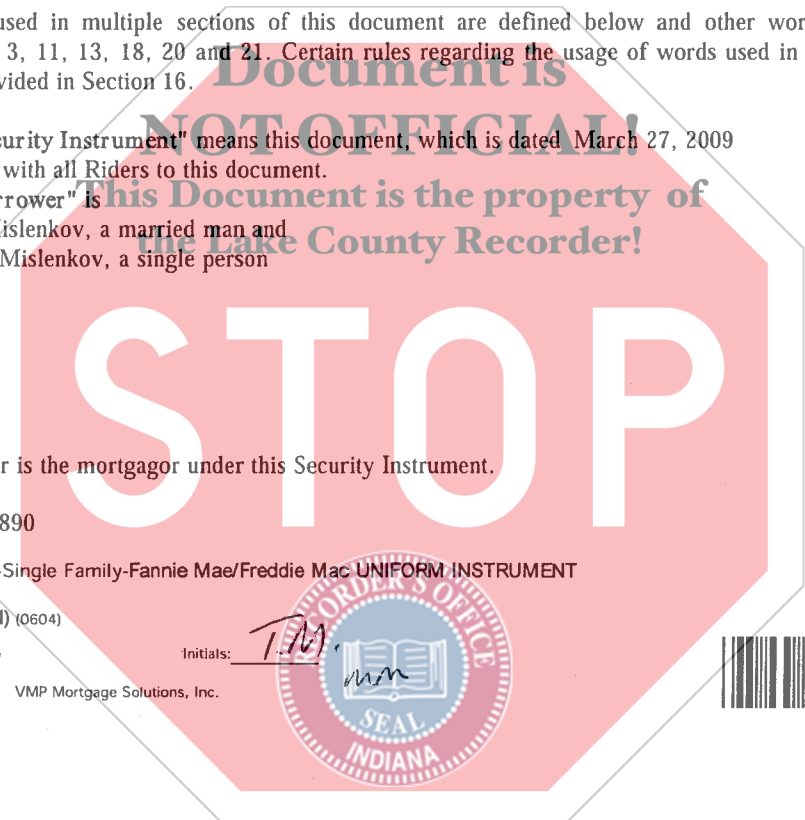 used in multiple sections of this document are defined below and other wor
3, 11, 13, 18, 20 and 21. Certain rules regarding the usage of words used in
vided in Section 16.
Document is
NOT OFFICIAL!
curity Instrument" means this document, which is dated March 27, 2009
with all Riders to this document.
This Document is the property of
rrower" is
islenkov, a married man and
the Lake County Recorder!
Mislenkov, a single person
STOP
r is the mortgagor under this Security Instrument.
890
-Single Family-Fannie Mae/Freddie Mac UNIFORM INSTRUMENT
(0604)
Initials: T.M.
mm
VMP Mortgage Solutions, Inc.
RECORDER'S OFFICE
SEAL
INDIANA